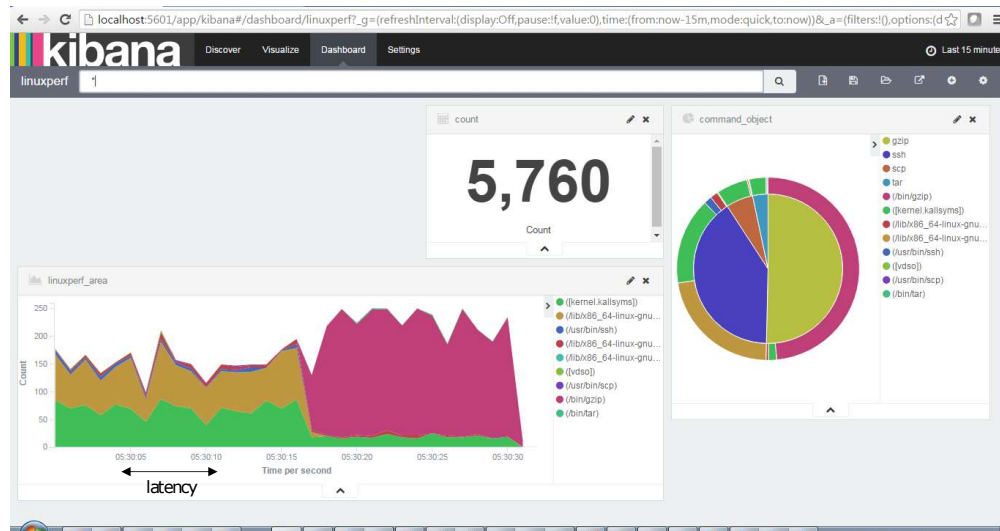 localhost:5601/app/kibana#/dashboard/linuxperf?_g=(refreshInterval:(display:Off,pause:!f,value:0),time:(from:now-15m,mode:quick,to:now))&_a=(filters:!(),options:(d
kibana
Discover Visualize Dashboard Settings
Last 15 minute
linuxperf
*
count
5,760
Count
command_object
gzip
ssh
scp
tar
(/bin/gzip)
([kernel.kallsyms])
(/lib/x86_64-linux-gnu...
(/lib/x86_64-linux-gnu...
(/usr/bin/ssh)
([vdso])
(/usr/bin/scp)
(/bin/tar)
linuxperf_area
250
200
150
100
50
0
Count
05:30:05 05:30:10 05:30:15 05:30:20 05:30:25 05:30:30
Time per second
([kernel.kallsyms])
(/lib/x86_64-linux-gnu...
(/usr/bin/ssh)
(/lib/x86_64-linux-gnu...
(/lib/x86_64-linux-gnu...
([vdso])
(/usr/bin/scp)
(/bin/gzip)
(/bin/tar)
latency